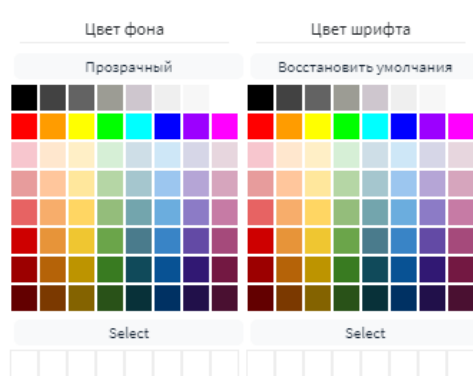 Цвет фона
Цвет шрифта
Прозрачный
Восстановить умолчания
Select
Select